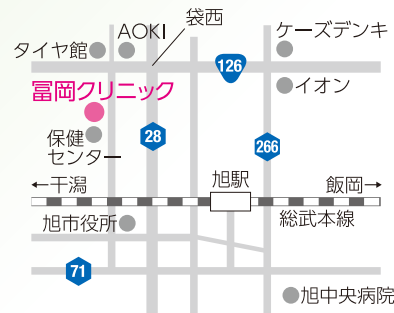 袋西
AOKI
ケーズデンキ
タイヤ館
126
イオン
冨岡クリニック
保健
センター
28
266
旭駅
←干潟
飯岡→
総武本線
旭市役所
71
旭中央病院